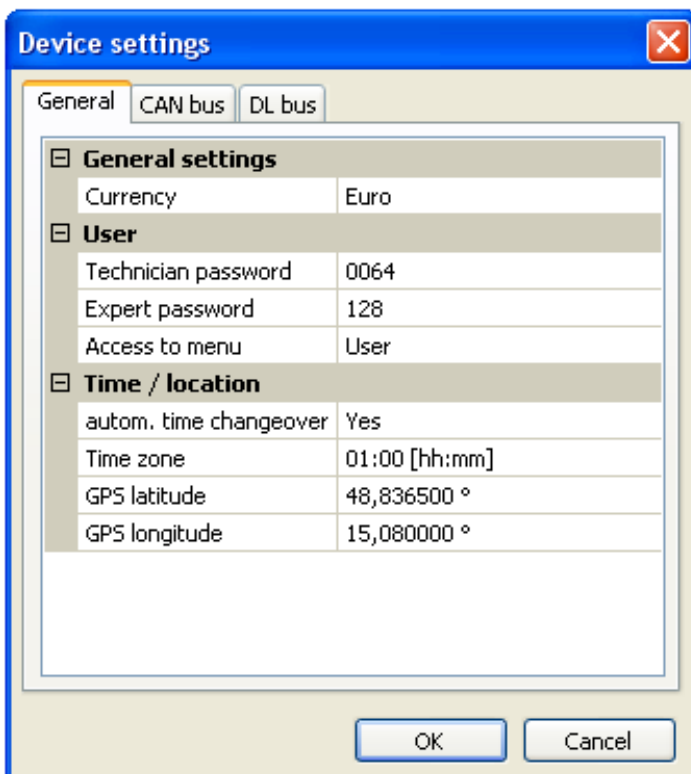 Device settings
General CAN bus DL bus
General settings
Currency Euro
User
Technician password 0064
Expert password 128
Access to menu User
Time / location
autom. time changeover Yes
Time zone 01:00 [hh:mm]
GPS latitude 48,836500 °
GPS longitude 15,080000 °
OK Cancel